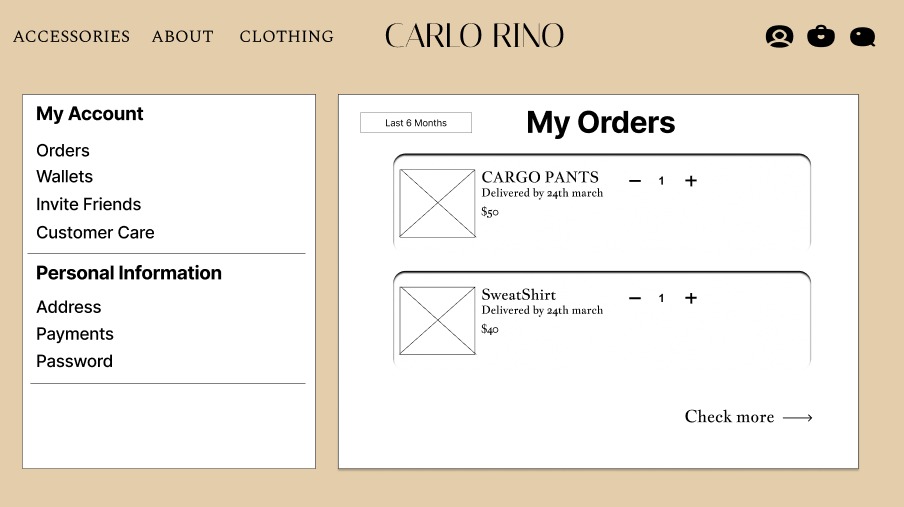 ACCESSORIES ABOUT CLOTHING CARLO RINO
My Account
Orders
Wallets
Invite Friends
Customer Care
Personal Information
Address
Payments
Password
Last 6 Months
My Orders
CARGO PANTS
Delivered by 24th march
$50
− 1 +
SweatShirt
Delivered by 24th march
$40
− 1 +
Check more ⟶